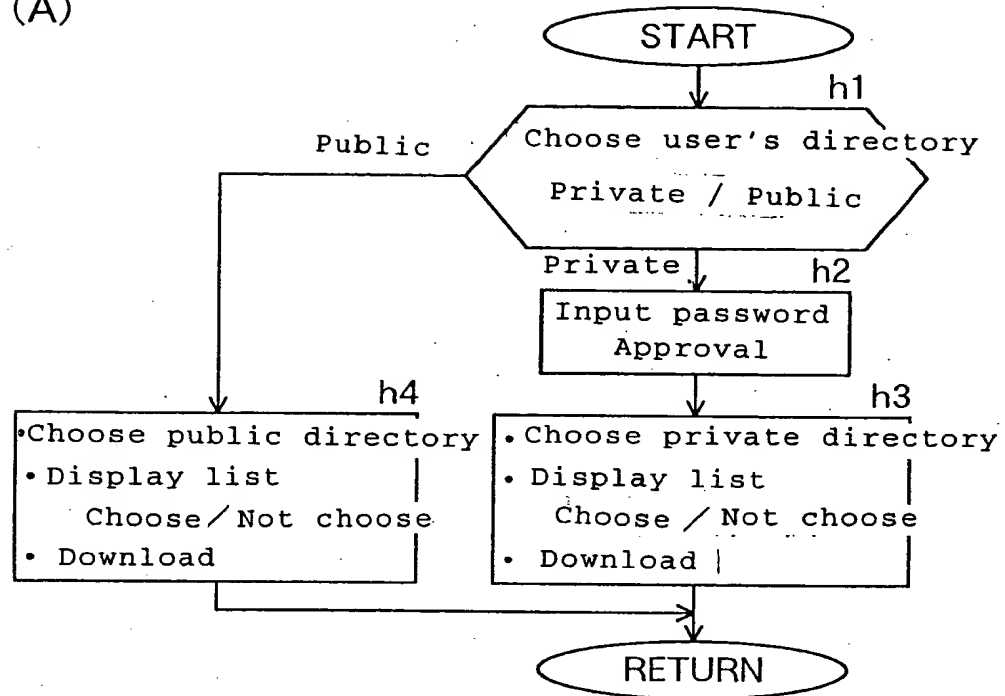 (A)
START
h1
Choose user's directory
Private / Public
Public
Private
h2
Input password
Approval
h4
•Choose public directory
• Display list
Choose / Not choose
• Download
h3
• Choose private directory
• Display list
Choose / Not choose
• Download
RETURN